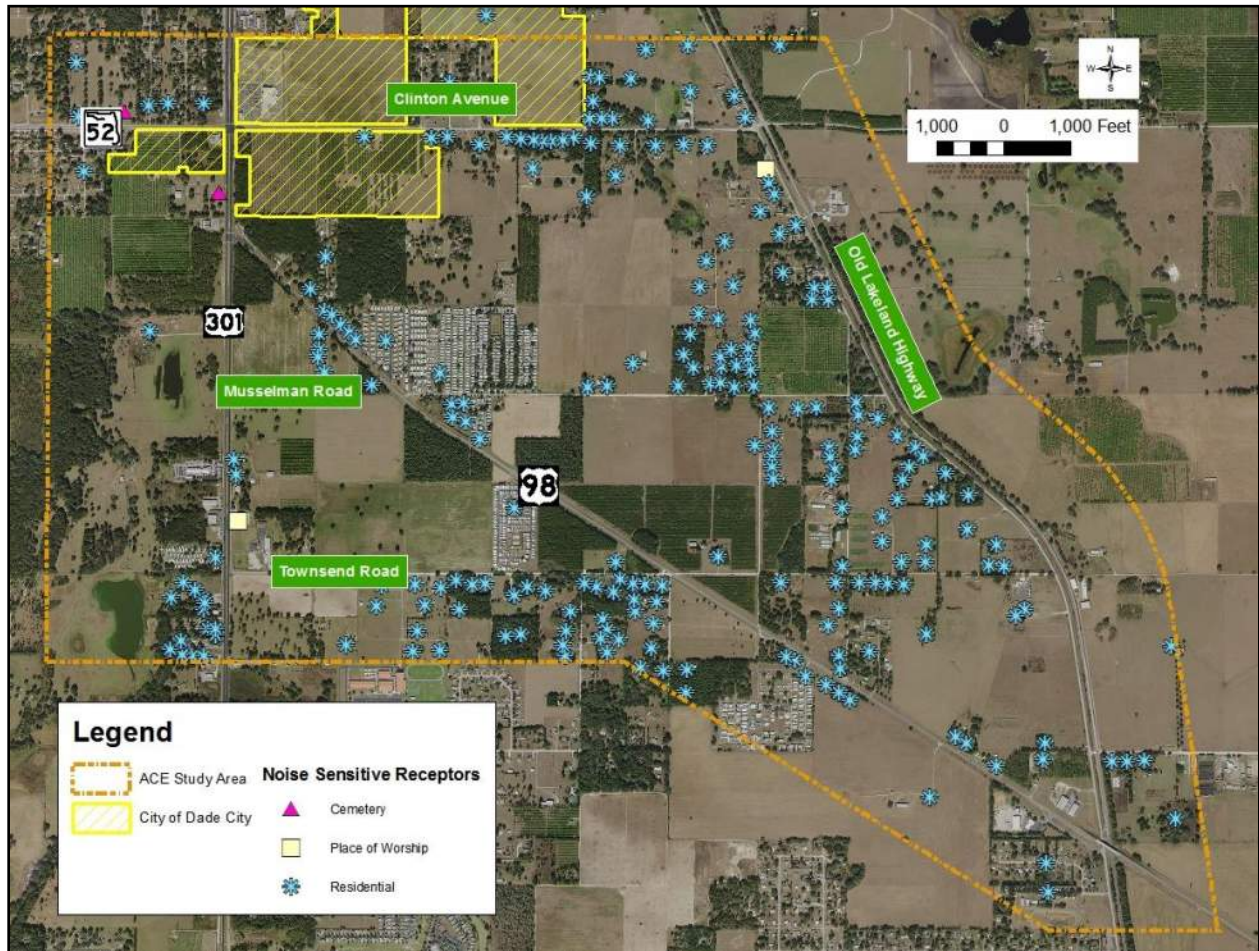 N
W E
S
Clinton Avenue
52
1,000 0 1,000 Feet
Old Lakeland Highway
301
Musselman Road
98
Townsend Road
Legend
ACE Study Area
City of Dade City
Noise Sensitive Receptors
Cemetery
Place of Worship
Residential